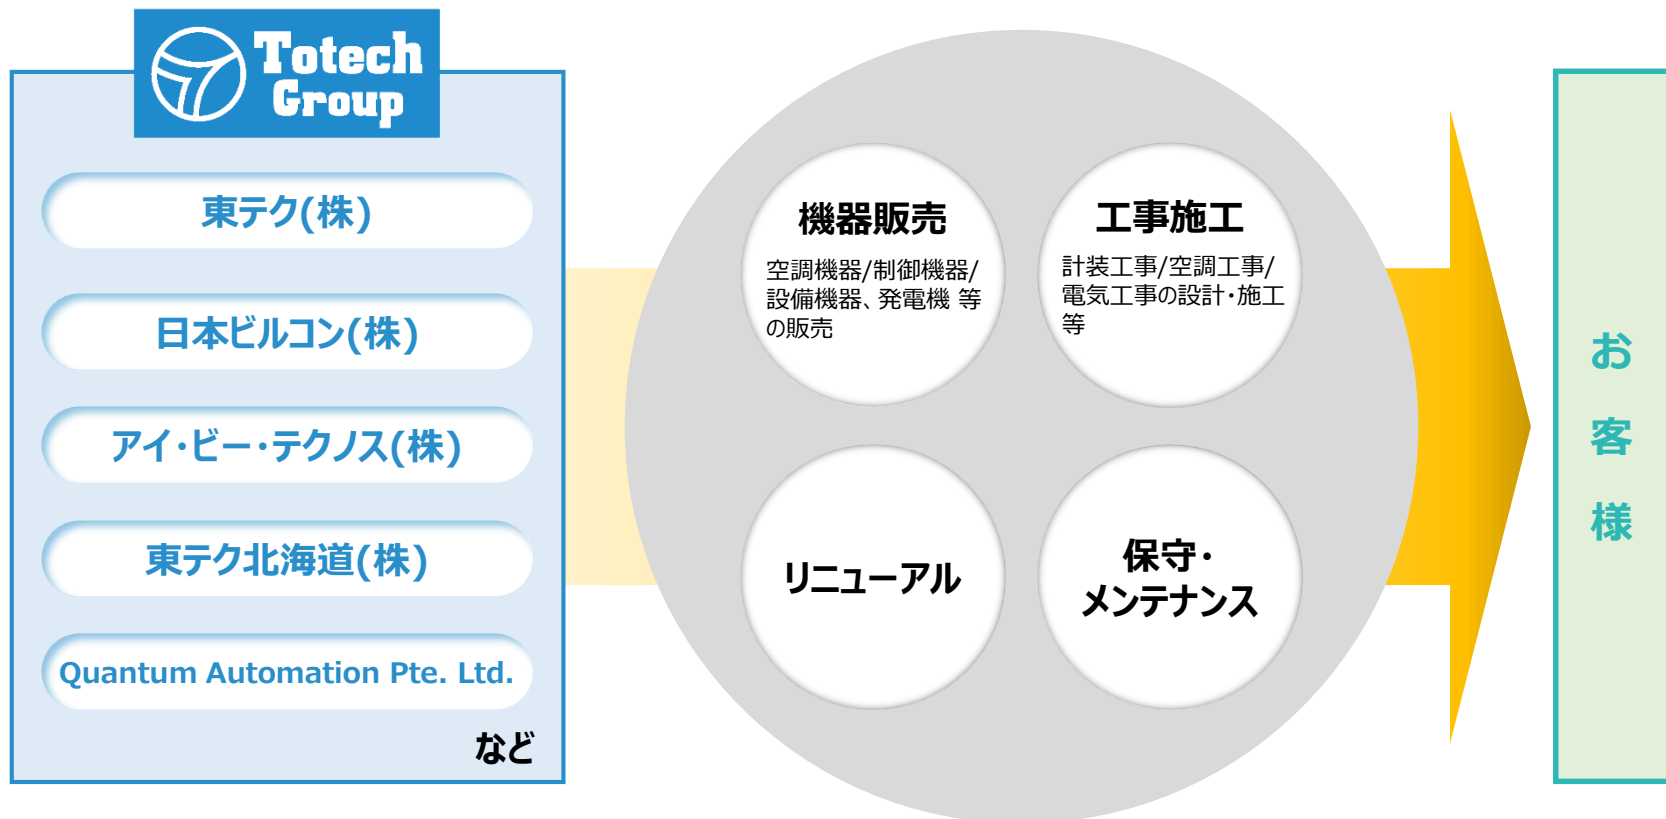 Totech
Group
東テク(株)
日本ビルコン(株)
アイ・ビー・テクノス(株)
東テク北海道(株)
Quantum Automation Pte. Ltd.
など
機器販売
空調機器/制御機器/
設備機器、発電機 等
の販売
工事施工
計装工事/空調工事/
電気工事の設計・施工
等
リニューアル
保守・
メンテナンス
お
客
様